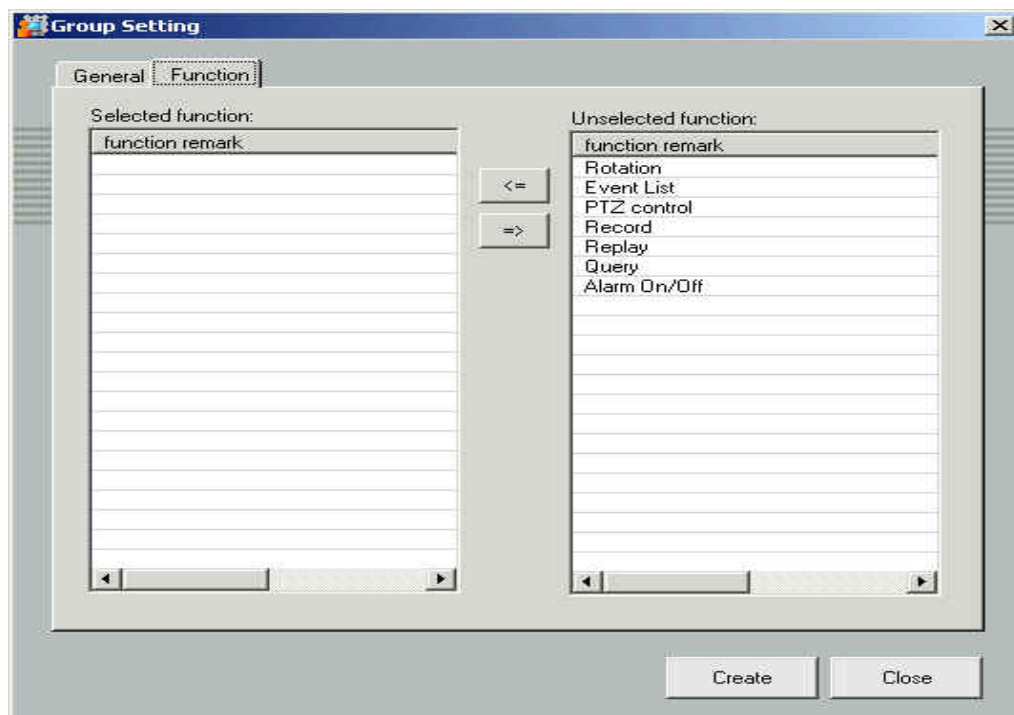 Group Setting
General
Function
Selected function:
function remark
<=
=>
Unselected function:
function remark
Rotation
Event List
PTZ control
Record
Replay
Query
Alarm On/Off
Create
Close